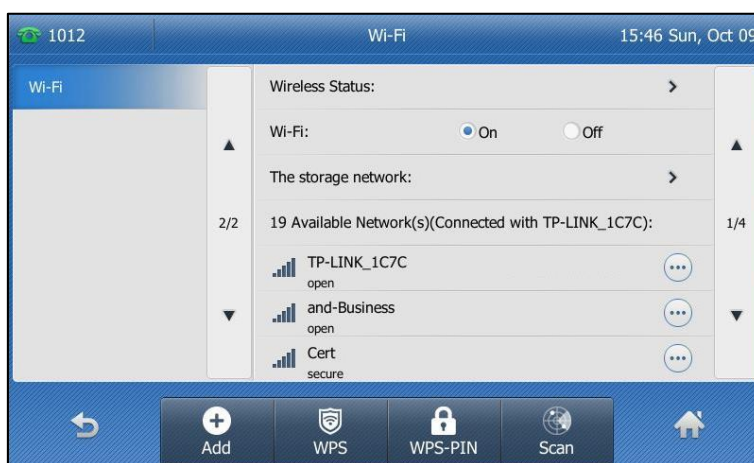 1012 Wi-Fi 15:46 Sun, Oct 09
Wi-Fi
Wireless Status:
Wi-Fi: On Off
The storage network:
2/2
19 Available Network(s)(Connected with TP-LINK_1C7C):
1/4
TP-LINK_1C7C
open
and-Business
open
Cert
secure
Add WPS WPS-PIN Scan